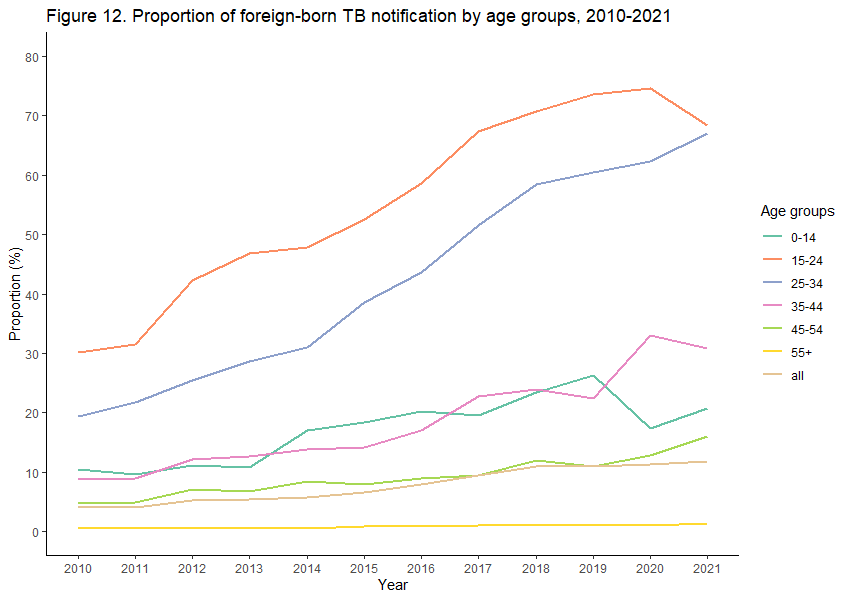 Figure 12. Proportion of foreign-born TB notification by age groups, 2010-2021
80
70
60
50
40
30
20
10
0
Proportion (%)
2010 2011 2012 2013 2014 2015 2016 2017 2018 2019 2020 2021
Year
Age groups
0-14
15-24
25-34
35-44
45-54
55+
all